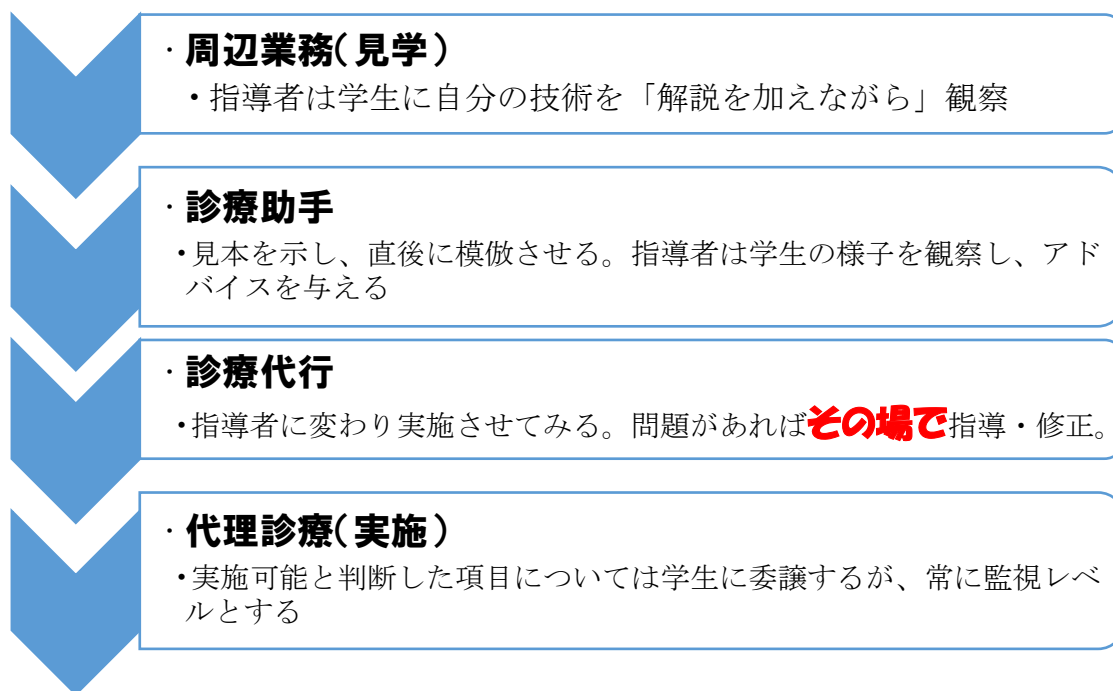 ・周辺業務(見学)
・指導者は学生に自分の技術を「解説を加えながら」観察
・診療助手
・見本を示し、直後に模倣させる。指導者は学生の様子を観察し、アド
バイスを与える
・診療代行
・指導者に変わり実施させてみる。問題があればその場で指導・修正。
・代理診療(実施)
・実施可能と判断した項目については学生に委譲するが、常に監視レベ
ルとする